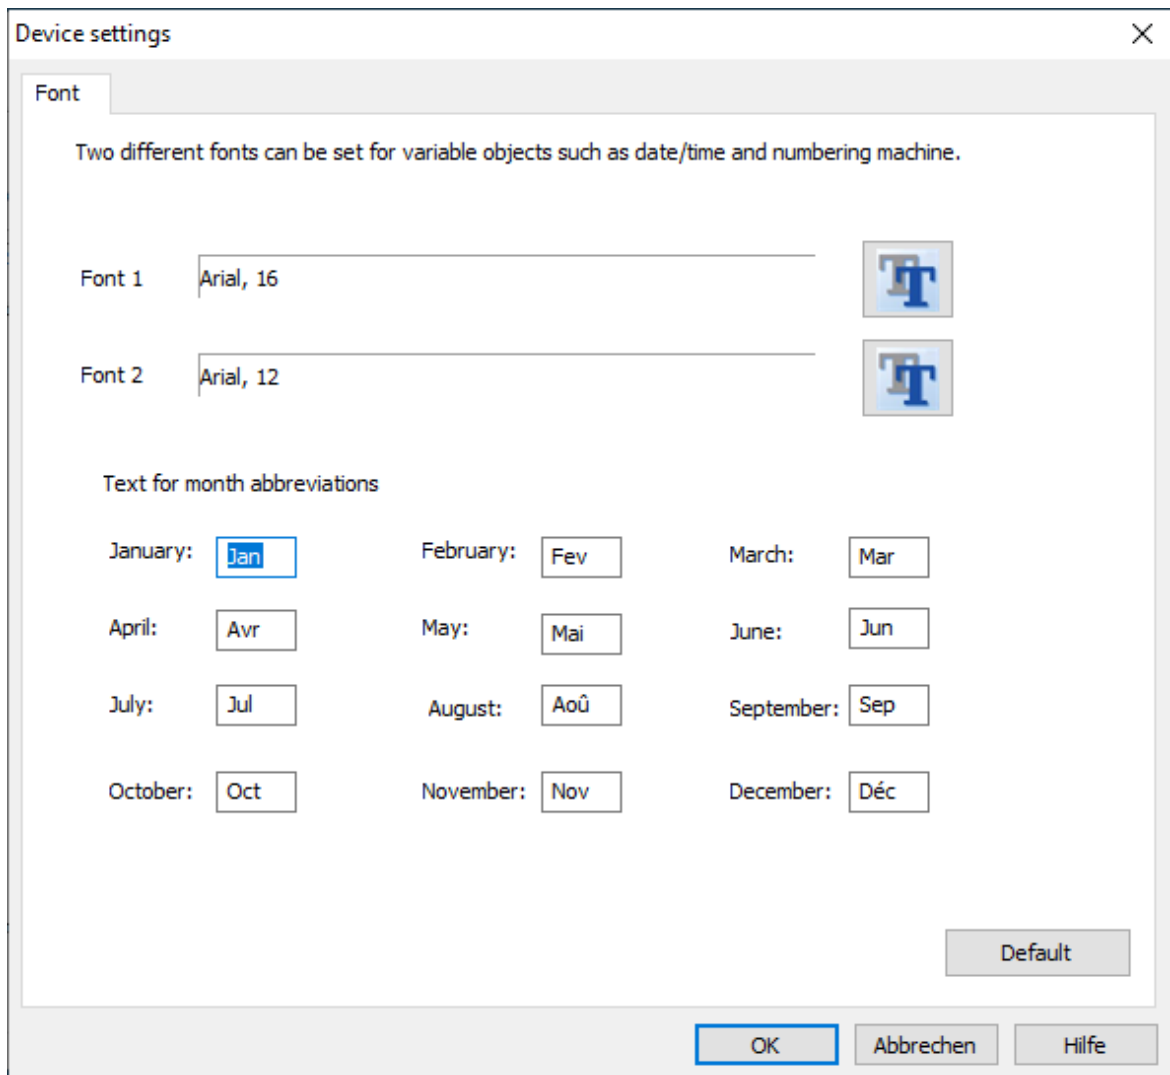 Device settings
Font
Two different fonts can be set for variable objects such as date/time and numbering machine.
Font 1 Arial, 16
Font 2 Arial, 12
Text for month abbreviations
January: Jan February: Fev March: Mar
April: Avr May: Mai June: Jun
July: Jul August: Aoû September: Sep
October: Oct November: Nov December: Déc
Default
OK Abbrechen Hilfe